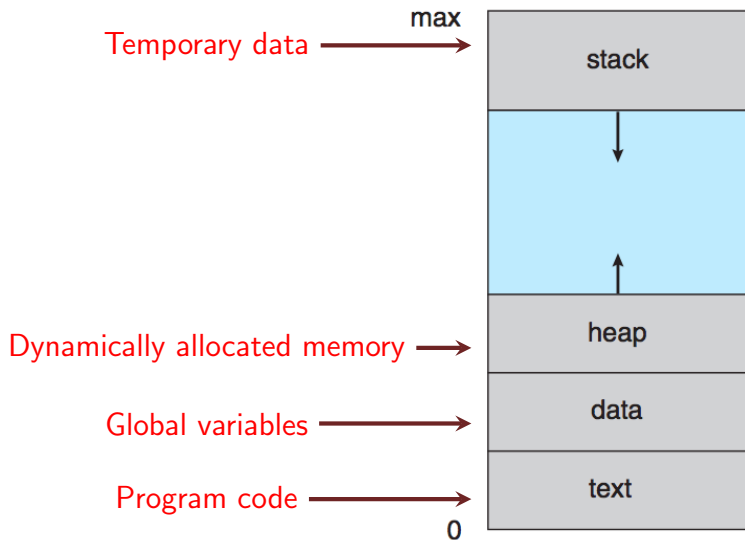 max
Temporary data
stack
Dynamically allocated memory
heap
Global variables
data
Program code
text
0